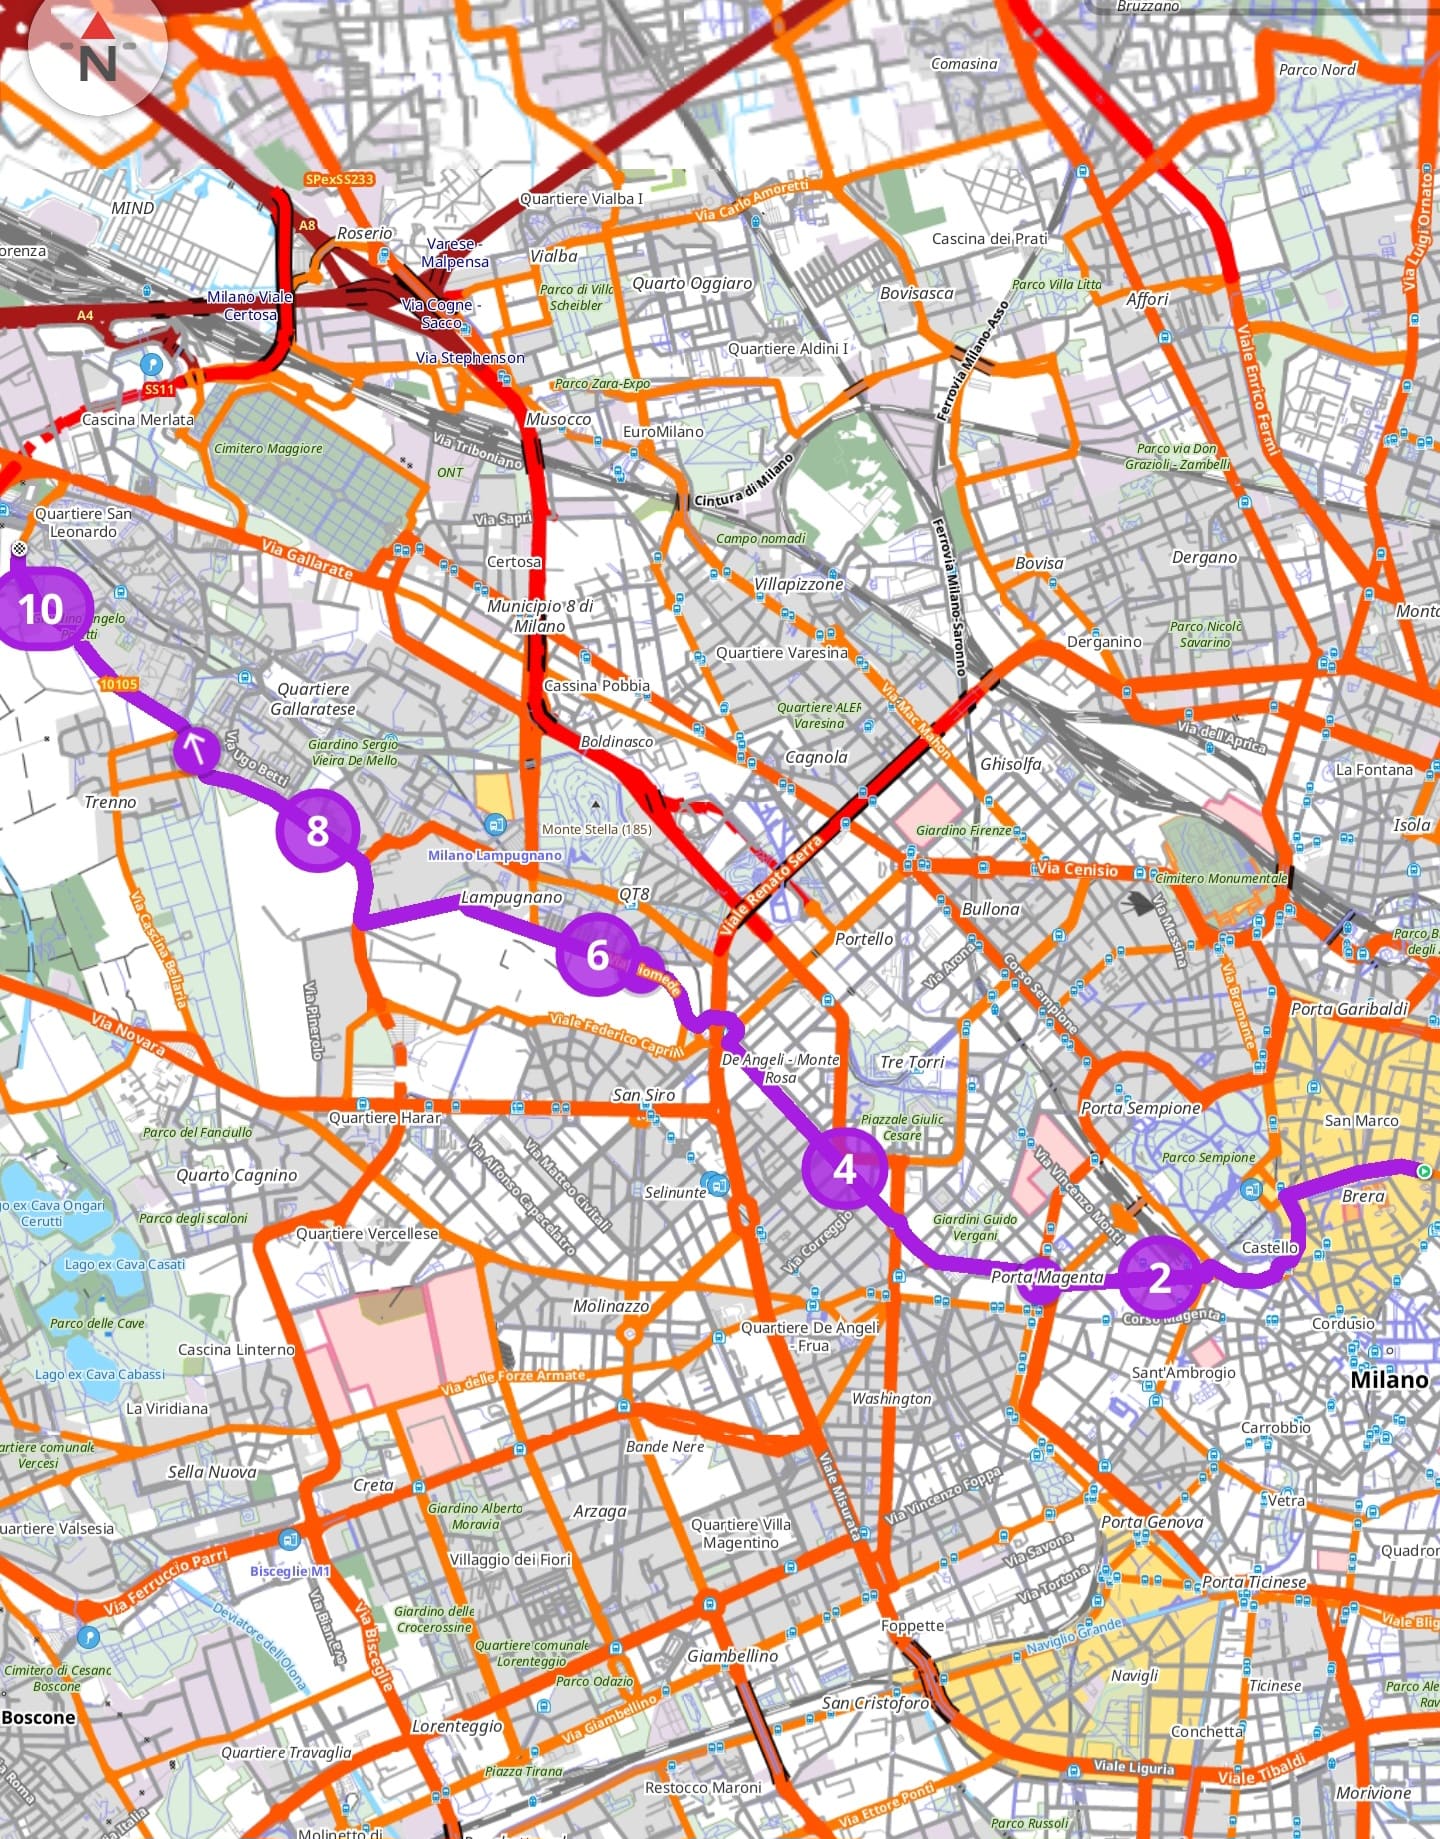 Bruzzano
N
Comasina
Parco Nord
SPexSS233
Quartiere Vialba I
Via Carlo Amoretti
MIND
A8
Roserio
Varese -
Malpensa
Vialba
Cascina dei Prati
Via Luigi Ornato
orenza
Parco di Villa
Scheibler
Quarto Oggiaro
Bovisasca
Parco Villa Litta
Affori
Milano Viale
Certosa
Via Cogne -
Sacco
A4
Via Stephenson
Quartiere Aldini I
Ferrovia Milano-Asso
Viale Enrico Fermi
SS11
Parco Zara-Expo
Cascina Merlata
Musocco
EuroMilano
Cimitero Maggiore
Via Triboniano
ONT
Cintura di Milano
Parco via Don
Grazioli - Zambelli
Quartiere San
Leonardo
Via Sapri
Campo nomadi
Ferrovia Milano-Saronno
Via Gallarate
Certosa
Villapizzone
Bovisa
Dergano
10
Municipio 8 di
Milano
Parco Nicolò
Savarino
Quartiere Varesina
Derganino
10105
Quartiere
Gallaratese
Cassina Pobbia
Quartiere ALER
Varesina
Via Mac Mahon
Via Ugo Betti
Giardino Sergio
Vieira De Mello
Boldinasco
Cagnola
Ghisolfa
Via dell'Aprica
La Fontana
Trenno
8
Monte Stella (185)
Giardino Firenze
Isola
Milano Lampugnano
Viale Renato Serra
Via Cenisio
Cimitero Monumentale
Lampugnano
QT8
Bullona
Via Messina
Via Cascina Bellaria
6
Portello
Via Arona
Corso Sempione
Via Bramante
Via Novara
Via Pinerolo
Viale Federico Caprilli
Porta Garibaldi
De Angeli - Monte
Rosa
Tre Torri
San Siro
Quartiere Harar
Porta Sempione
San Marco
Parco del Fanciullo
Piazzale Giulic
Cesare
Via Alfonso Capecelatro
Via Matteo Civitali
4
Parco Sempione
Quarto Cagnino
Selinunte
Via Vincenzo Monti
Brera
go ex Cava Ongari
Cerutti
Parco degli scaloni
Via Correggio
Giardini Guido
Vergani
Quartiere Vercellese
Castello
Lago ex Cava Casati
Porta Magenta
2
Molinazzo
Corso Magenta
Parco delle Cave
Quartiere De Angeli
- Frua
Cordusio
Cascina Linterno
Lago ex Cava Cabassi
Via delle Forze Armate
Sant'Ambrogio
Milano
La Viridiana
Washington
Carrobbio
artiere comunale
Vercesi
Bande Nere
Sella Nuova
Creta
Viale Misurata
Via Vincenzo Foppa
Vetra
Giardino Alberto
Moravia
Arzaga
uartiere Valsesia
Quartiere Villa
Magentino
Porta Genova
Quadron
Villaggio dei Fiori
Via Savona
Bisceglie M1
Via Ferruccio Parri
Via Tortona
Porta Ticinese
Deviatore dell'Olona
Via Bisceglie
Giardino delle
Crocerossine
Foppette
Naviglio Grande
Viale Blig
Cimitero di Cesano
Boscone
Quartiere comunale
Lorenteggio
Giambellino
Parco Odazio
Navigli
Ticinese
Boscone
Lorenteggio
Via Giambellino
San Cristoforo
Conchetta
Quartiere Travaglia
Piazza Tirana
Restocco Maroni
Viale Liguria
Viale Tibaldi
Morivione
Via Ettore Ponti
Parco Russoli
Molinetto di